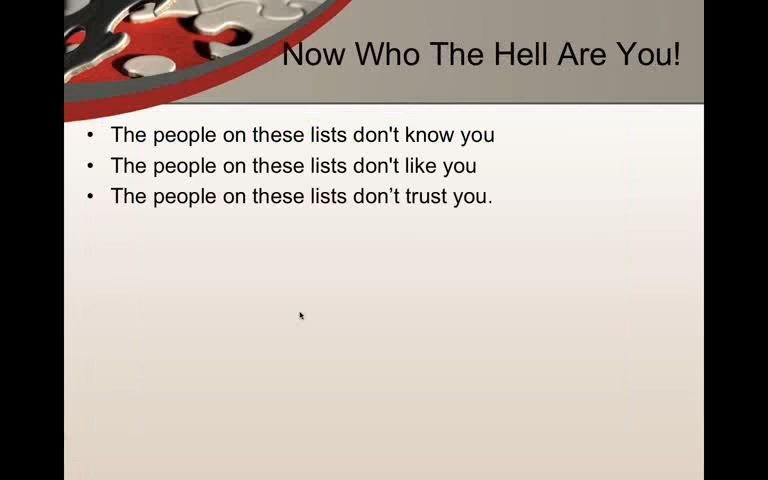 Now Who The Hell Are You!
• The people on these lists don't know you
• The people on these lists don't like you
• The people on these lists don’t trust you.